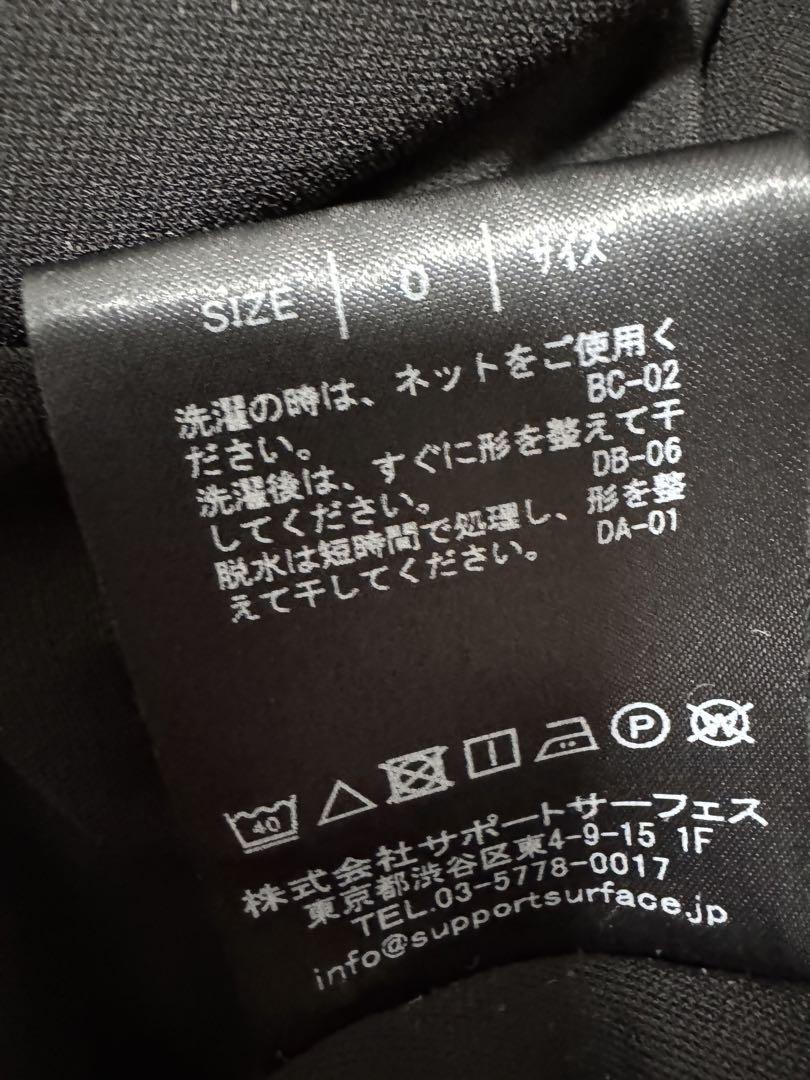 SIZE | 0 | サイズ
洗濯の時は、ネットをご使用く
ださい。 BC-02
洗濯後は、すぐに形を整えて干
してください。 DB-06
脱水は短時間で処理し、形を整
えて干してください。 DA-01
40 P W
株式会社サポートサーフェス
東京都渋谷区東4-9-15 1F
TEL.03-5778-0017
info@supportsurface.jp